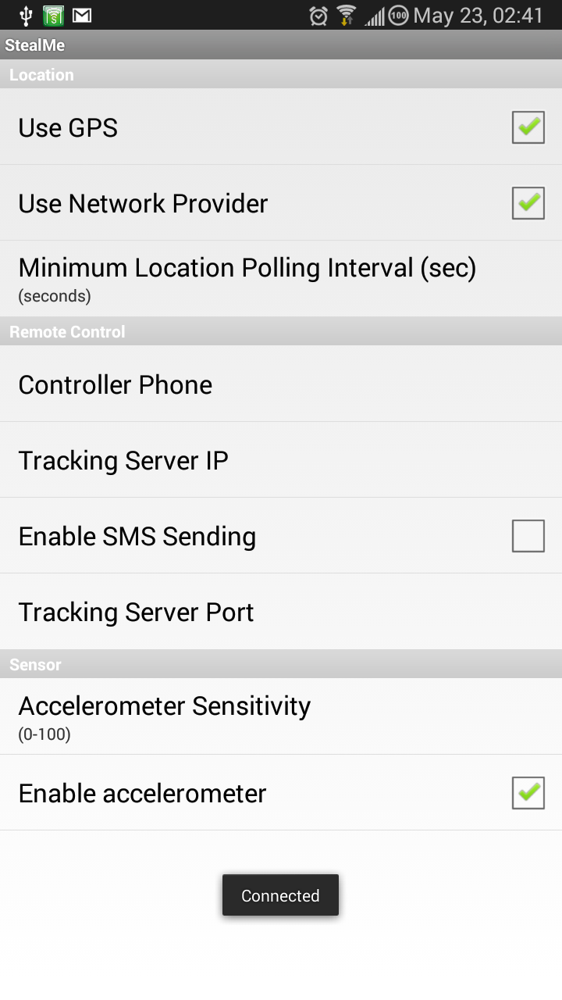 100 May 23, 02:41
StealMe
Location
Use GPS
Use Network Provider
Minimum Location Polling Interval (sec)
(seconds)
Remote Control
Controller Phone
Tracking Server IP
Enable SMS Sending
Tracking Server Port
Sensor
Accelerometer Sensitivity
(0-100)
Enable accelerometer
Connected